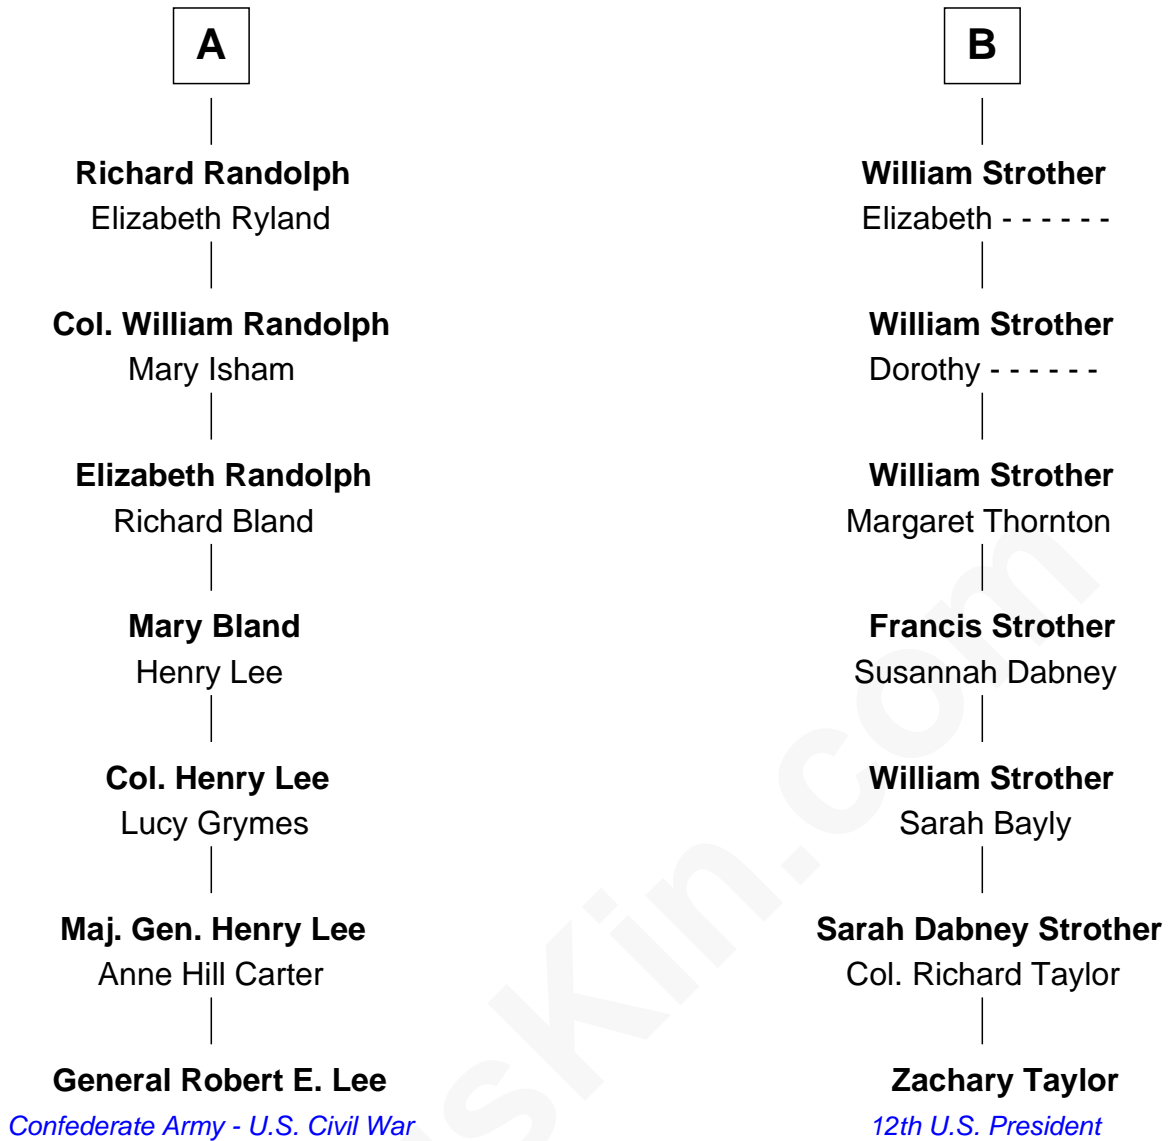 A
Richard Randolph
Elizabeth Ryland
Col. William Randolph
Mary Isham
Elizabeth Randolph
Richard Bland
Mary Bland
Henry Lee
Col. Henry Lee
Lucy Grymes
Maj. Gen. Henry Lee
Anne Hill Carter
General Robert E. Lee
Confederate Army - U.S. Civil War
B
William Strother
Elizabeth - - - - - -
William Strother
Dorothy - - - - - -
William Strother
Margaret Thornton
Francis Strother
Susannah Dabney
William Strother
Sarah Bayly
Sarah Dabney Strother
Col. Richard Taylor
Zachary Taylor
12th U.S. President